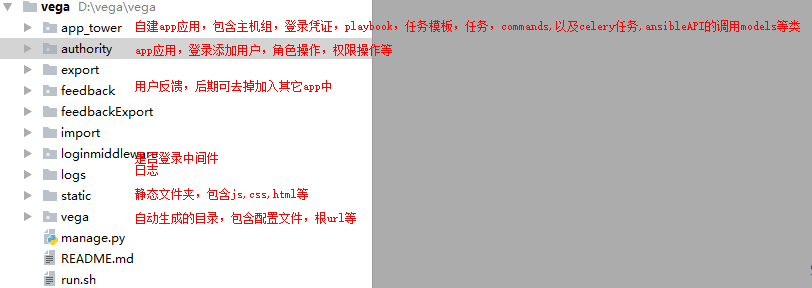 vega D:\vega\vega
app_tower 自建app应用，包含主机组，登录凭证，playbook，任务模板，任务，commands,以及celery任务,ansibleAPI的调用models等类
authority app应用，登录添加用户，角色操作，权限操作等
export
feedback 用户反馈，后期可去掉加入其它app中
feedbackExport
import
loginmiddleware 是否登录中间件
logs 日志
static 静态文件夹，包含js,css,html等
vega 自动生成的目录，包含配置文件，根url等
manage.py
README.md
run.sh